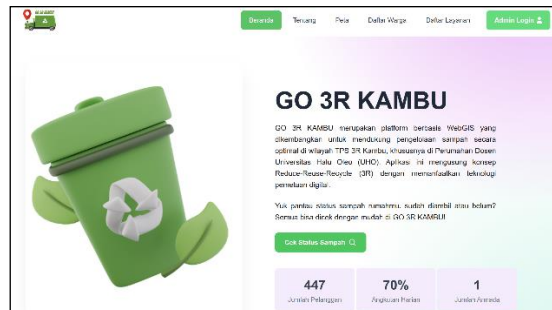 Beranda Tentang Peta Daftar Warga Daftar Layanan Admin Login
GO 3R KAMBU
GO 3R KAMBU merupakan platform berbasis WebGIS yang
dikembangkan untuk mendukung pengelolaan sampah secara
optimal di wilayah TPS 3R Kambu, khususnya di Perumahan Dosen
Universitas Halu Oleo (UHO). Aplikasi ini mengusung konsep
Reduce-Reuse-Recycle (3R) dengan memanfaatkan teknologi
pemetaan digital.
Yuk pantau status sampah rumahmu, sudah diambil atau belum?
Semua bisa dicek dengan mudah di GO 3R KAMBU!
Cek Status Sampah
447 70% 1
Jumlah Pelanggan Angkutan Harian Jumlah Armada